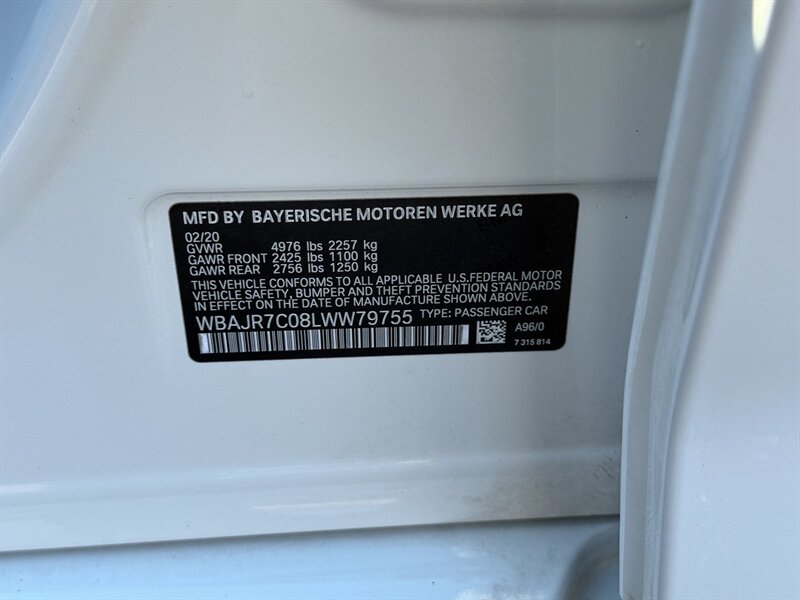 MFD BY BAYERISCHE MOTOREN WERKE AG
02/20
GVWR 4976 lbs 2257 kg
GAWR FRONT 2425 lbs 1100 kg
GAWR REAR 2756 lbs 1250 kg
THIS VEHICLE CONFORMS TO ALL APPLICABLE U.S.FEDERAL MOTOR
VEHICLE SAFETY, BUMPER AND THEFT PREVENTION STANDARDS
IN EFFECT ON THE DATE OF MANUFACTURE SHOWN ABOVE.
WBAJR7C08LWW79755 TYPE: PASSENGER CAR
A96/0
7 315 814